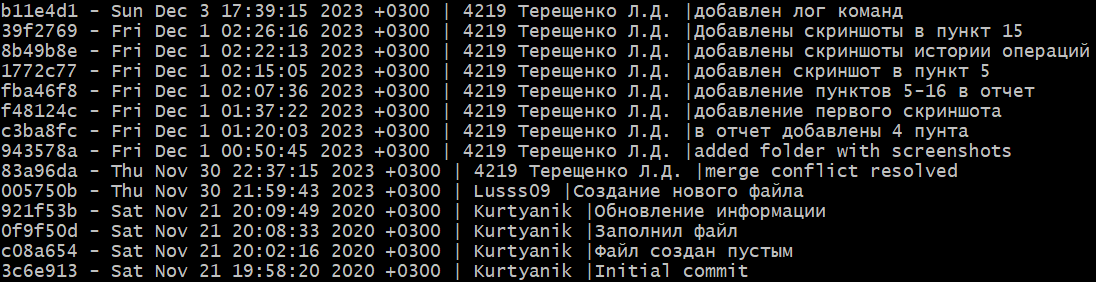 b11e4d1 - Sun Dec 3 17:39:15 2023 +0300 | 4219 Терещенко Л.Д. |добавлен лог команд
39f2769 - Fri Dec 1 02:26:16 2023 +0300 | 4219 Терещенко Л.Д. |Добавлены скриншоты в пункт 15
8b49b8e - Fri Dec 1 02:22:13 2023 +0300 | 4219 Терещенко Л.Д. |добавлены скриншоты истории операций
1772c77 - Fri Dec 1 02:15:05 2023 +0300 | 4219 Терещенко Л.Д. |добавлен скриншот в пункт 5
fba46f8 - Fri Dec 1 02:07:36 2023 +0300 | 4219 Терещенко Л.Д. |добавление пунктов 5-16 в отчет
f48124c - Fri Dec 1 01:37:22 2023 +0300 | 4219 Терещенко Л.Д. |добавление первого скриншота
c3ba8fc - Fri Dec 1 01:20:03 2023 +0300 | 4219 Терещенко Л.Д. |в отчет добавлены 4 пунта
943578a - Fri Dec 1 00:50:45 2023 +0300 | 4219 Терещенко Л.Д. |added folder with screenshots
83a96da - Thu Nov 30 22:37:15 2023 +0300 | 4219 Терещенко Л.Д. |merge conflict resolved
005750b - Thu Nov 30 21:59:43 2023 +0300 | Lusss09 |Создание нового файла
921f53b - Sat Nov 21 20:09:49 2020 +0300 | Kurtyanik |Обновление информации
0f9f50d - Sat Nov 21 20:08:33 2020 +0300 | Kurtyanik |Заполнил файл
c08a654 - Sat Nov 21 20:02:16 2020 +0300 | Kurtyanik |Файл создан пустым
3c6e913 - Sat Nov 21 19:58:20 2020 +0300 | Kurtyanik |Initial commit